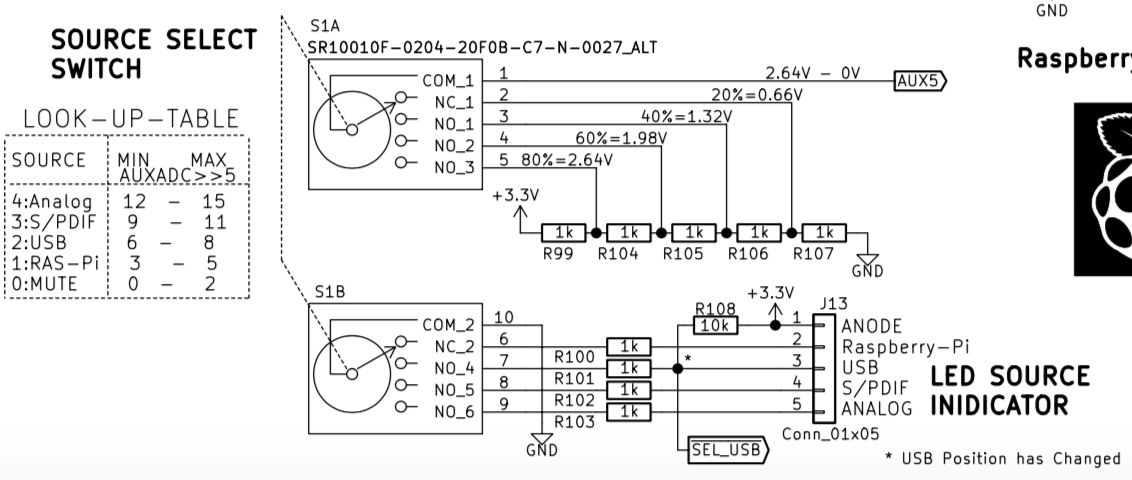 GND
Raspberry
SOURCE SELECT
SWITCH
LOOK-UP-TABLE
SOURCE MIN MAX
AUXADC>>5
4:Analog 12 - 15
3:S/PDIF 9 - 11
2:USB 6 - 8
1:RAS-Pi 3 - 5
0:MUTE 0 - 2
S1A
SR10010F-0204-20F0B-C7-N-0027_ALT
COM_1 1 2.64V - 0V AUX5
NC_1 2 20%=0.66V
NO_1 3 40%=1.32V
NO_2 4 60%=1.98V
NO_3 5 80%=2.64V
+3.3V
1k 1k 1k 1k 1k
R99 R104 R105 R106 R107
GND
S1B
COM_2 10
NC_2 6
NO_4 7
NO_5 8
NO_6 9
GND
R100 1k
R101 1k
R102 1k
R103 1k
R108
10k
+3.3V
*
SEL_USB
J13
1 ANODE
2 Raspberry-Pi
3 USB
4 S/PDIF
5 ANALOG
Conn_01x05
LED SOURCE
INIDICATOR
* USB Position has Changed